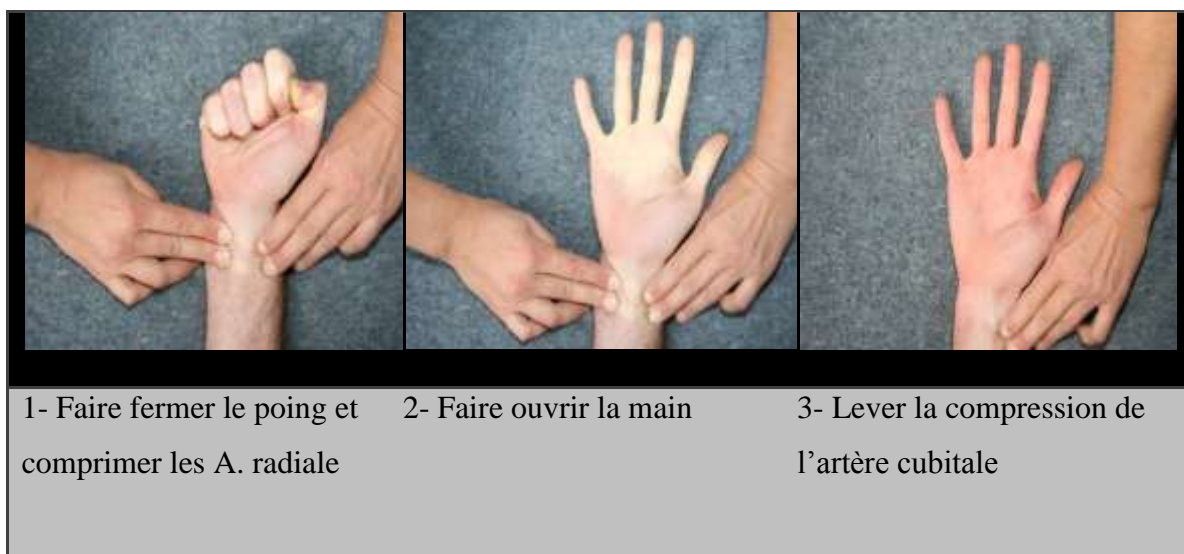 1- Faire fermer le poing et
comprimer les A. radiale
2- Faire ouvrir la main
3- Lever la compression de
l’artère cubitale